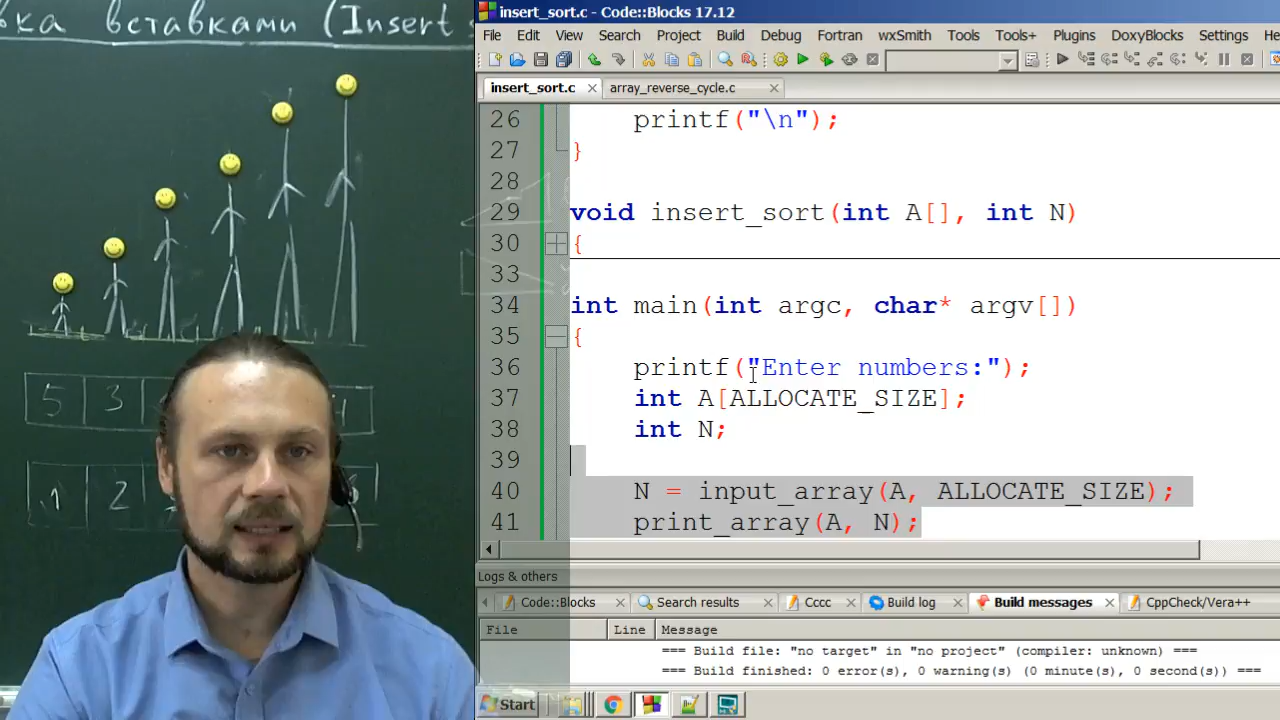 вка вставками (Insert
5 3 4
1 2
insert_sort.c - Code::Blocks 17.12
File Edit View Search Project Build Debug Fortran wxSmith Tools Tools+ Plugins DoxyBlocks Settings He
insert_sort.c array_reverse_cycle.c
26 printf("\n");
27 }
28
29 void insert_sort(int A[], int N)
30 {
33
34 int main(int argc, char* argv[])
35 {
36 printf("Enter numbers:");
37 int A[ALLOCATE_SIZE];
38 int N;
39
40 N = input_array(A, ALLOCATE_SIZE);
41 print_array(A, N);
Logs & others
Code::Blocks Search results Cccc Build log Build messages CppCheck/Vera++
File Line Message
=== Build file: "no target" in "no project" (compiler: unknown) ===
=== Build finished: 0 error(s), 0 warning(s) (0 minute(s), 0 second(s)) ===
Start